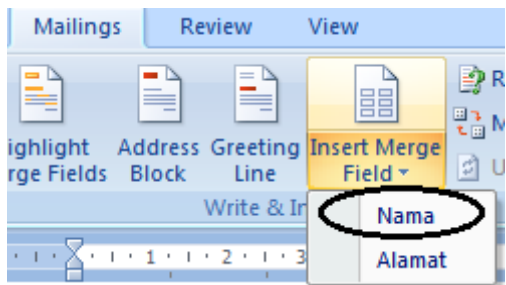 Mailings Review View
ighlight Address Greeting Insert Merge R
rge Fields Block Line Field M
U
Write & In
Nama
1 2 3
Alamat